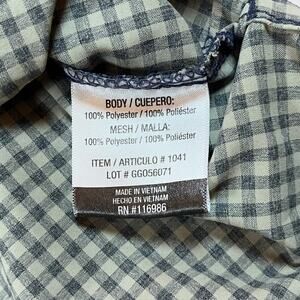 BODY / CUEPERO:
100% Polyester / 100% Poliéster
MESH / MALLA:
100% Polyester / 100% Poliéster
ITEM / ARTICULO # 1041
LOT # GG056071
MADE IN VIETNAM
HECHO EN VIETNAM
RN #116986